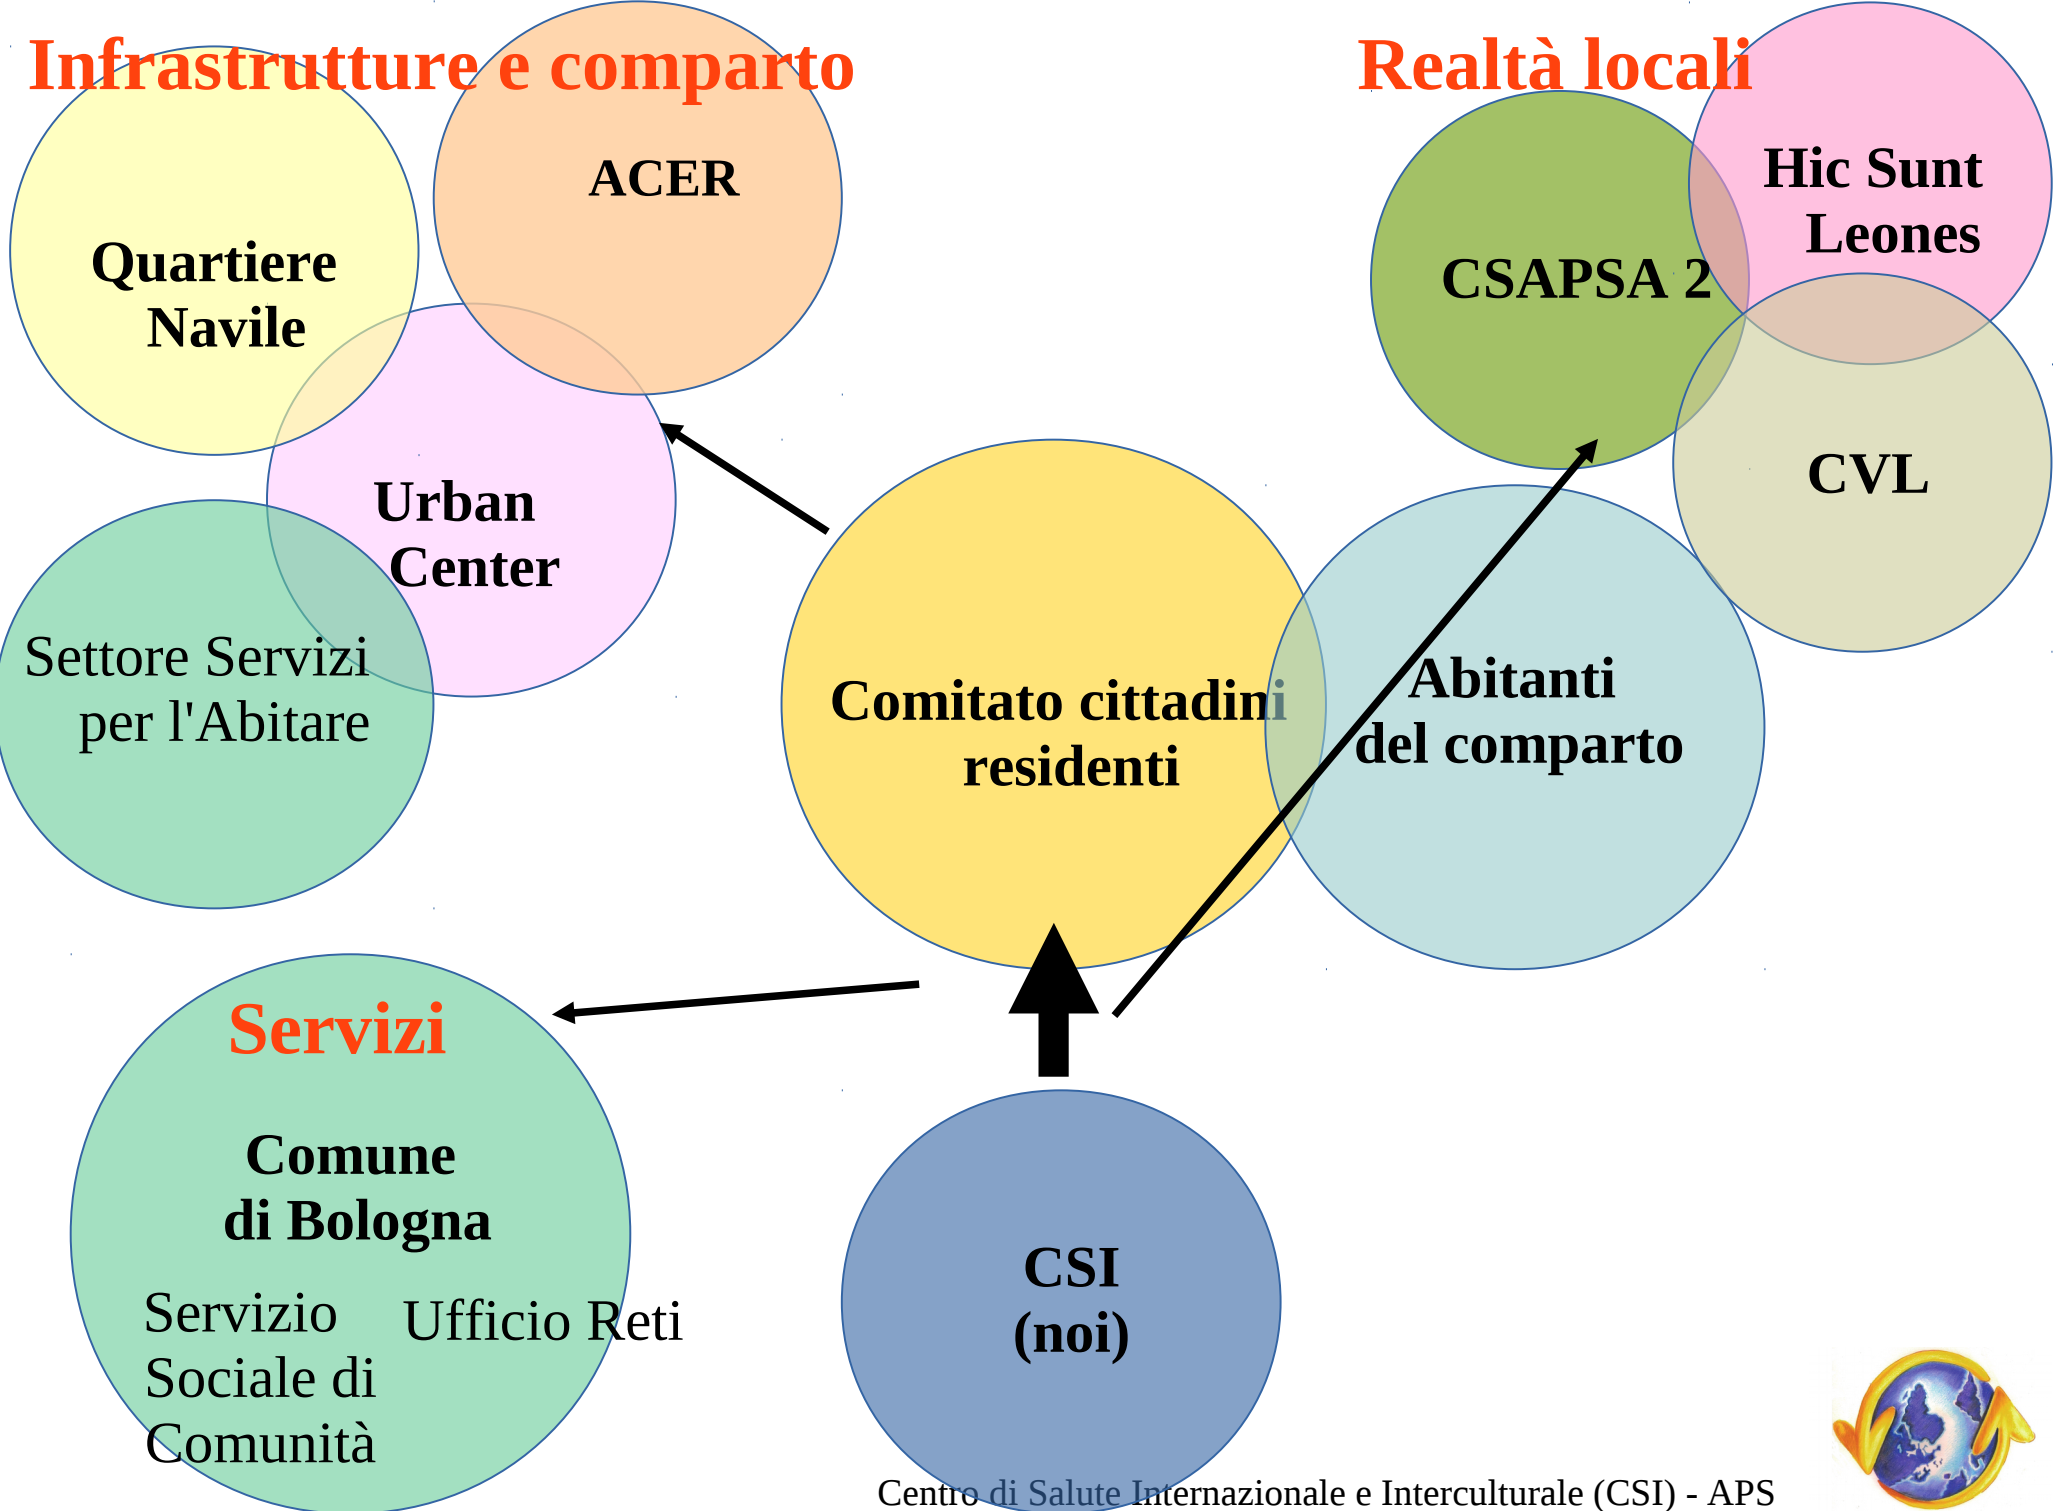 Infrastrutture e comparto
Realtà locali
ACER
Quartiere
Navile
Hic Sunt
Leones
CSAPSA 2
CVL
Urban
Center
Settore Servizi
per l'Abitare
Comitato cittadini
residenti
Abitanti
del comparto
Servizi
Comune
di Bologna
Servizio
Sociale di
Comunità
Ufficio Reti
CSI
(noi)
Centro di Salute Internazionale e Interculturale (CSI) - APS